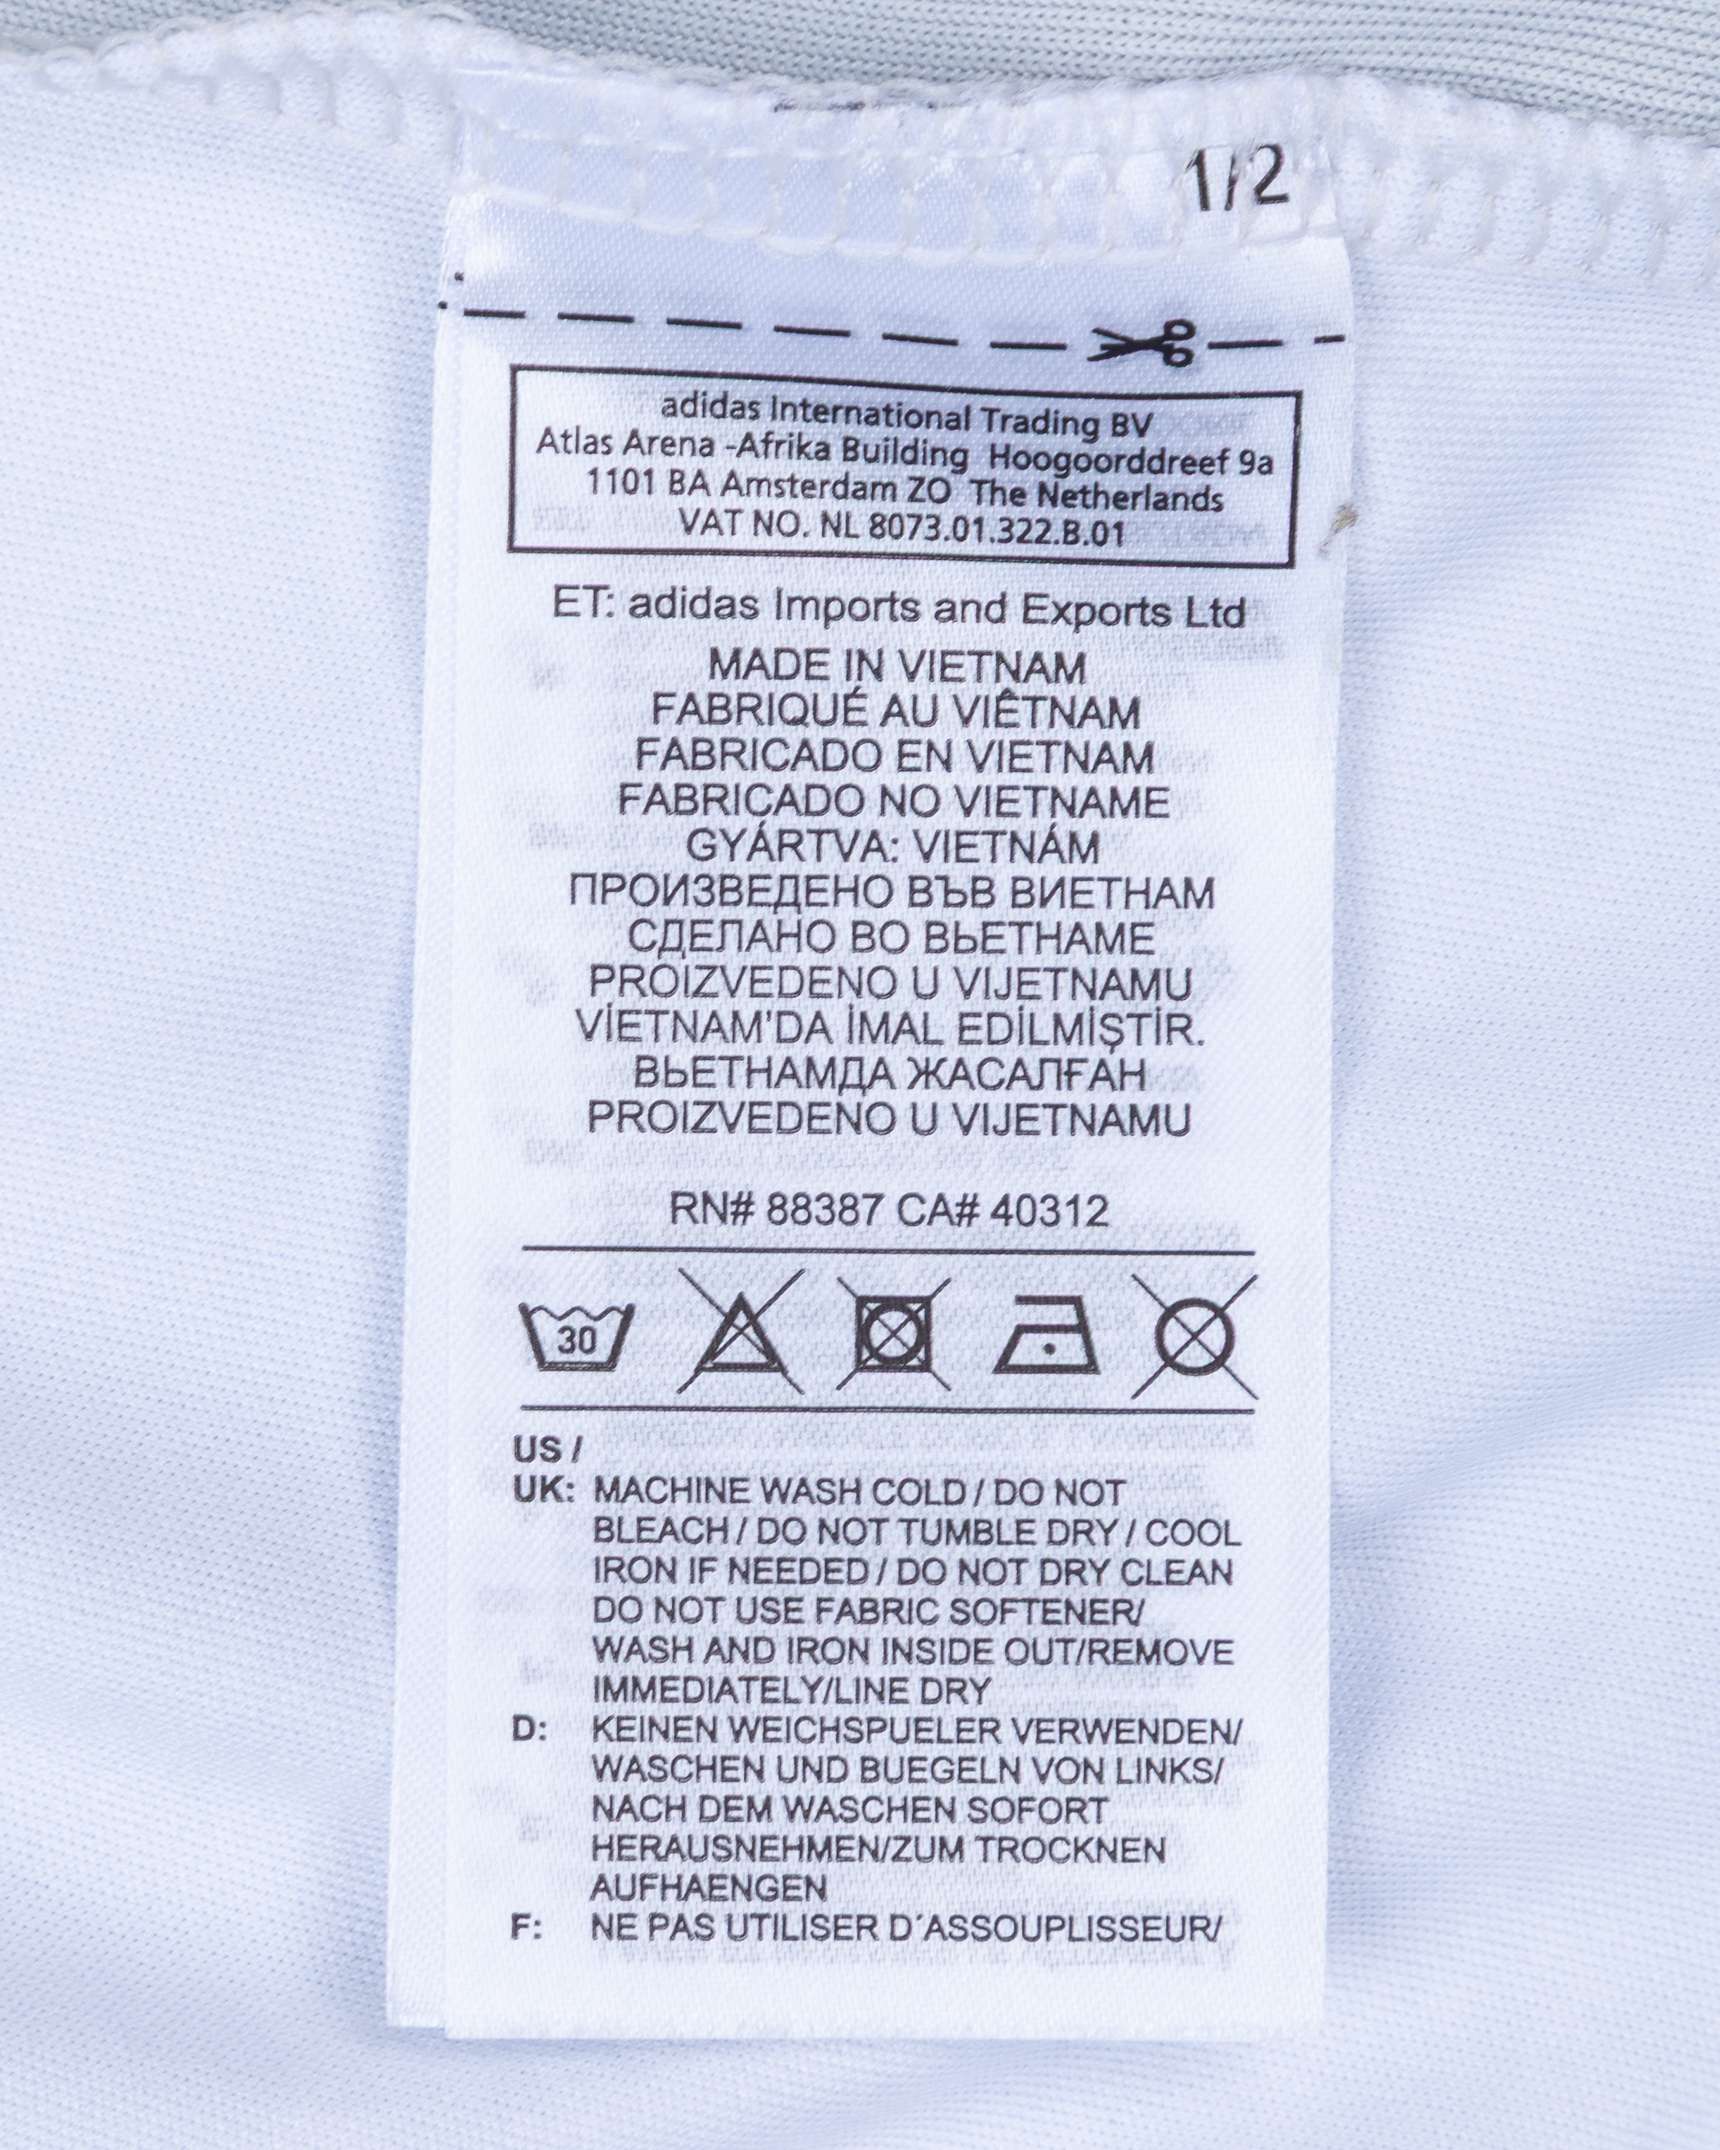 1/2
adidas International Trading BV
Atlas Arena -Afrika Building Hoogoorddreef 9a
1101 BA Amsterdam ZO The Netherlands
VAT NO. NL 8073.01.322.B.01
ET: adidas Imports and Exports Ltd
MADE IN VIETNAM
FABRIQUÉ AU VIÊTNAM
FABRICADO EN VIETNAM
FABRICADO NO VIETNAME
GYÁRTVA: VIETNÁM
ПРОИЗВЕДЕНО ВЪВ ВИЕТНАМ
СДЕЛАНО ВО ВЬЕТНАМЕ
PROIZVEDENO U VIJETNAMU
VİETNAM'DA İMAL EDİLMİŞTİR.
ВЬЕТНАМДА ЖАСАЛҒАН
PROIZVEDENO U VIJETNAMU
RN# 88387 CA# 40312
30
US /
UK: MACHINE WASH COLD / DO NOT
BLEACH / DO NOT TUMBLE DRY / COOL
IRON IF NEEDED / DO NOT DRY CLEAN
DO NOT USE FABRIC SOFTENER/
WASH AND IRON INSIDE OUT/REMOVE
IMMEDIATELY/LINE DRY
D: KEINEN WEICHSPUELER VERWENDEN/
WASCHEN UND BUEGELN VON LINKS/
NACH DEM WASCHEN SOFORT
HERAUSNEHMEN/ZUM TROCKNEN
AUFHAENGEN
F: NE PAS UTILISER D´ASSOUPLISSEUR/